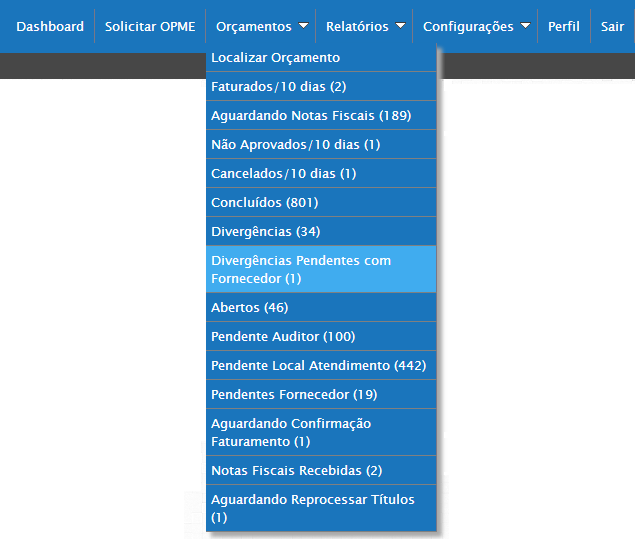 Dashboard Solicitar OPME Orçamentos Relatórios Configurações Perfil Sair
Localizar Orçamento
Faturados/10 dias (2)
Aguardando Notas Fiscais (189)
Não Aprovados/10 dias (1)
Cancelados/10 dias (1)
Concluídos (801)
Divergências (34)
Divergências Pendentes com
Fornecedor (1)
Abertos (46)
Pendente Auditor (100)
Pendente Local Atendimento (442)
Pendentes Fornecedor (19)
Aguardando Confirmação
Faturamento (1)
Notas Fiscais Recebidas (2)
Aguardando Reprocessar Títulos
(1)